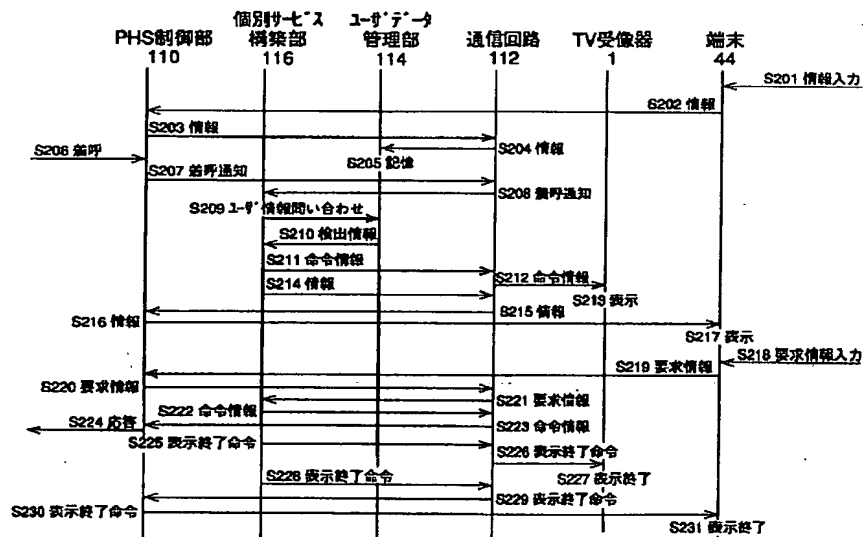 個別サービス ユーザデータ
PHS制御部 構築部 管理部 通信回路 TV受像器 端末
110 116 114 112 1 44
S201 情報入力
S202 情報
S203 情報
S204 情報
S205 記憶
S206 着呼
S207 着呼通知
S208 着呼通知
S209 ユーザ情報問い合わせ
S210 検出情報
S211 命令情報
S212 命令情報
S213 表示
S214 情報
S215 情報
S216 情報
S217 表示
S218 要求情報入力
S219 要求情報
S220 要求情報
S221 要求情報
S222 命令情報
S223 命令情報
S224 応答
S225 表示終了命令
S226 表示終了命令
S227 表示終了
S228 表示終了命令
S229 表示終了命令
S230 表示終了命令
S231 表示終了